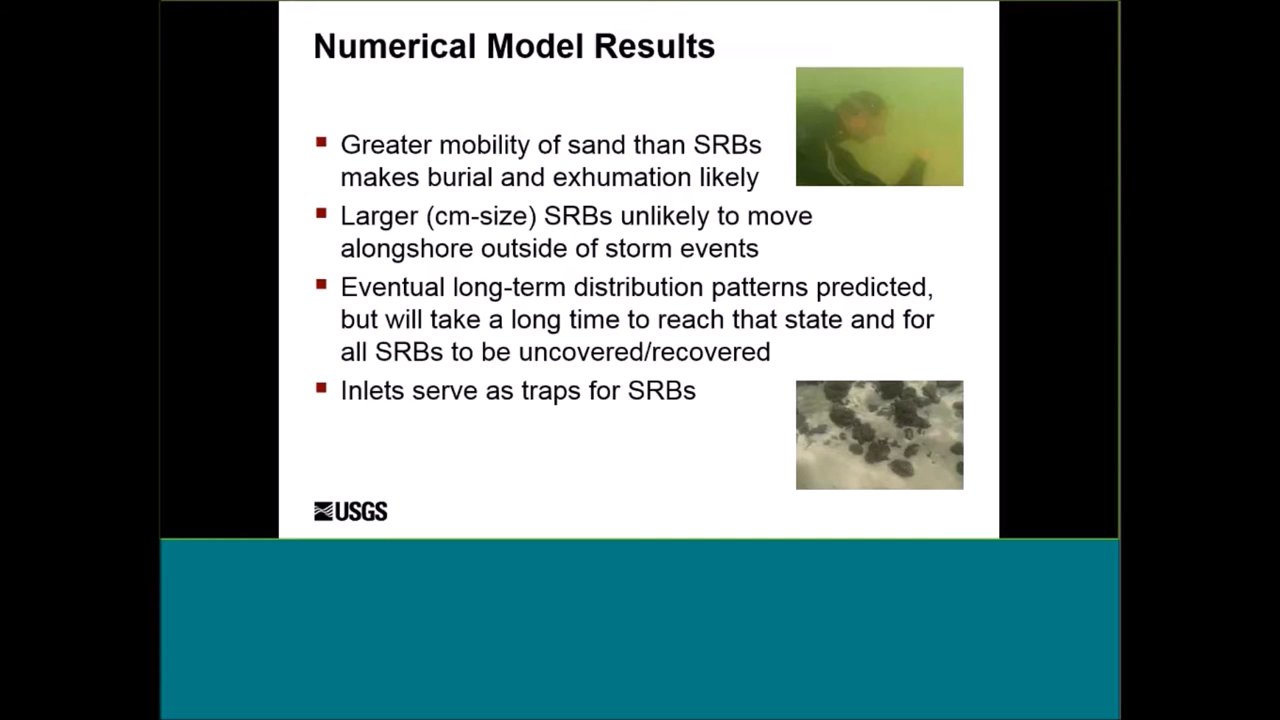 Numerical Model Results
Greater mobility of sand than SRBs
makes burial and exhumation likely
Larger (cm-size) SRBs unlikely to move
alongshore outside of storm events
Eventual long-term distribution patterns predicted,
but will take a long time to reach that state and for
all SRBs to be uncovered/recovered
Inlets serve as traps for SRBs
USGS